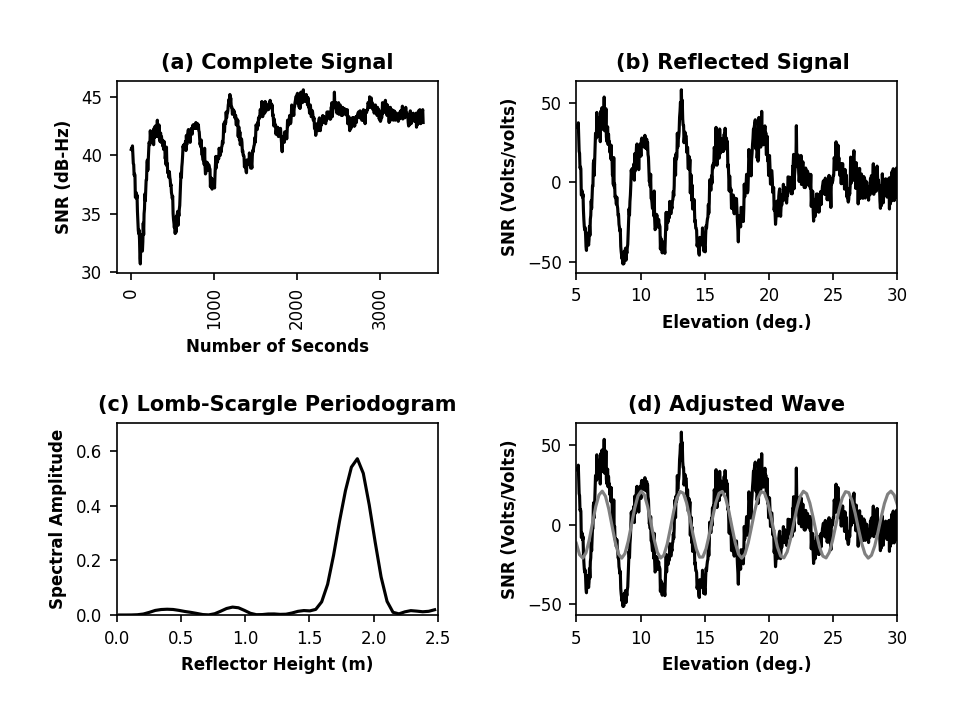 (a) Complete Signal
SNR (dB-Hz)
45
40
35
30
0
1000
2000
3000
Number of Seconds
(b) Reflected Signal
SNR (Volts/volts)
50
0
−50
5 10 15 20 25 30
Elevation (deg.)
(c) Lomb-Scargle Periodogram
Spectral Amplitude
0.6
0.4
0.2
0.0
0.0 0.5 1.0 1.5 2.0 2.5
Reflector Height (m)
(d) Adjusted Wave
SNR (Volts/Volts)
50
0
−50
5 10 15 20 25 30
Elevation (deg.)